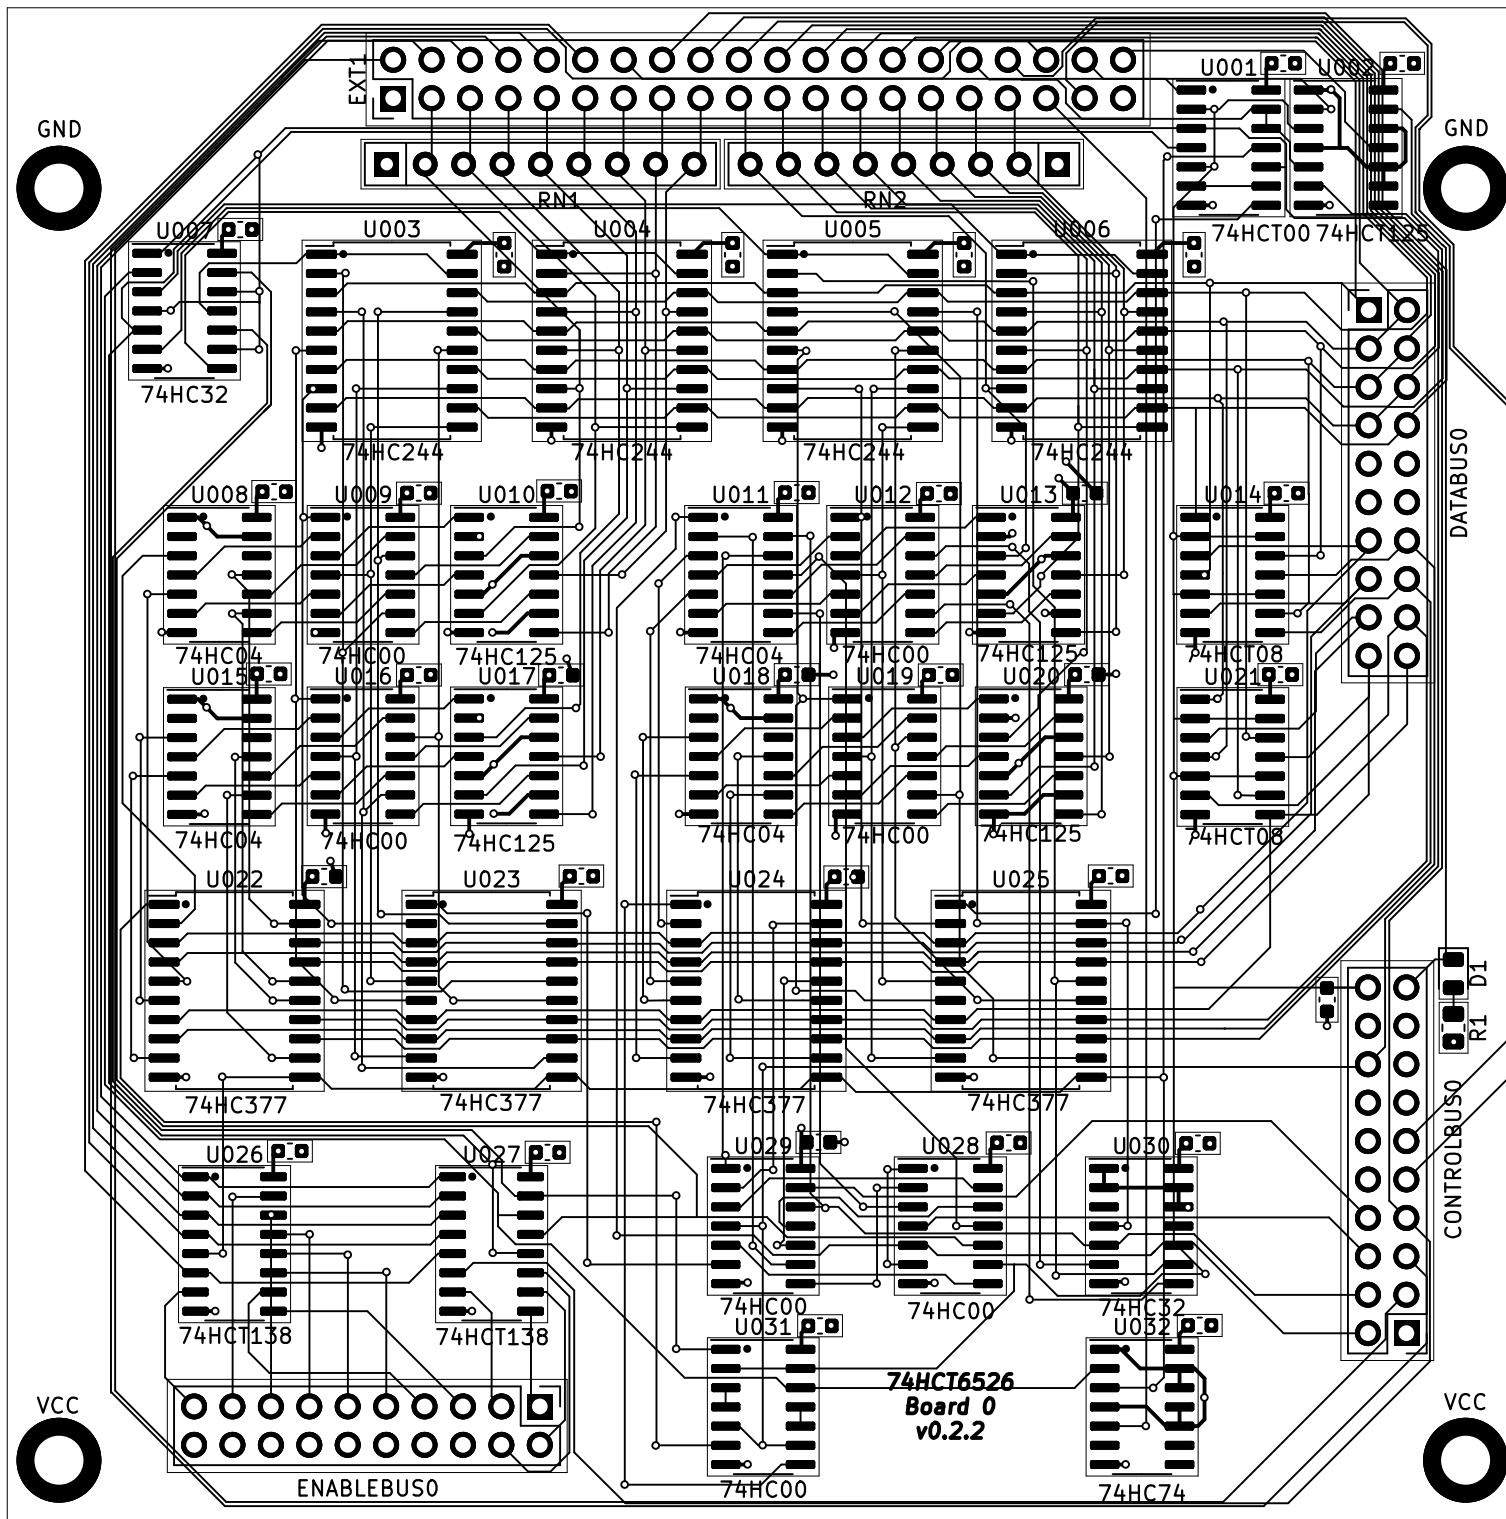 EXT1
U001
U002
GND
GND
RN1
RN2
74HCT00
74HCT125
U007
U003
U004
U005
U006
74HC32
74HC244
74HC244
74HC244
74HC244
DATABUS0
U008
U009
U010
U011
U012
U013
U014
74HC04
74HC00
74HC125
74HC04
74HC00
74HC125
74HCT08
U015
U016
U017
U018
U019
U020
U021
74HC04
74HC00
74HC125
74HC04
74HC00
74HC125
74HCT08
U022
U023
U024
U025
D1
R1
74HC377
74HC377
74HC377
74HC377
CONTROLBUS0
U026
U027
U029
U028
U030
74HCT138
74HCT138
74HC00
74HC00
74HC32
U031
U032
74HCT6526
Board 0
v0.2.2
VCC
VCC
ENABLEBUS0
74HC00
74HC74